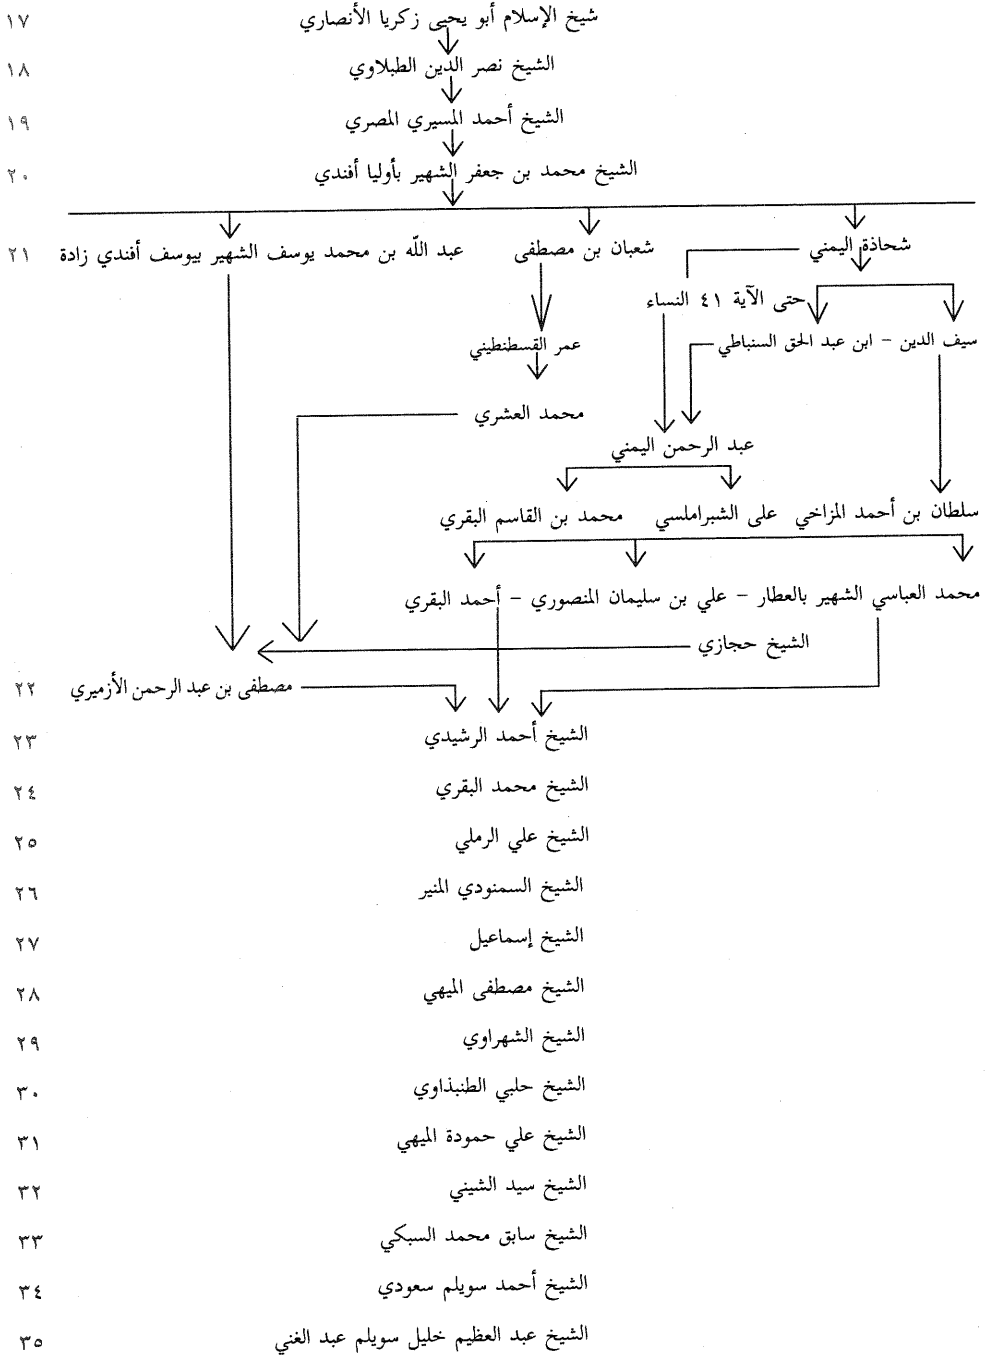 شيخ الإسلام أبو يحيى زكريا الأنصاري ١٧
الشيخ نصر الدين الطبلاوي ١٨
الشيخ أحمد المسيري المصري ١٩
الشيخ محمد بن جعفر الشهير بأوليا أفندي ٢٠
شحاذة اليمني شعبان بن مصطفى عبد اللّه بن محمد يوسف الشهير بيوسف أفندي زادة ٢١
حتى الآية ٤١ النساء
سيف الدين – ابن عبد الحق السنباطي عمر القسطنطيني
محمد العشري
عبد الرحمن اليمني
سلطان بن أحمد المزاخي على الشبراملسي محمد بن القاسم البقري
محمد العباسي الشهير بالعطار – علي بن سليمان المنصوري – أحمد البقري
الشيخ حجازي
مصطفى بن عبد الرحمن الأزميري ٢٢
الشيخ أحمد الرشيدي ٢٣
الشيخ محمد البقري ٢٤
الشيخ علي الرملي ٢٥
الشيخ السمنودي المنير ٢٦
الشيخ إسماعيل ٢٧
الشيخ مصطفى الميهي ٢٨
الشيخ الشهراوي ٢٩
الشيخ حلبي الطنبذاوي ٣٠
الشيخ علي حمودة الميهي ٣١
الشيخ سيد الشيني ٣٢
الشيخ سابق محمد السبكي ٣٣
الشيخ أحمد سويلم سعودي ٣٤
الشيخ عبد العظيم خليل سويلم عبد الغني ٣٥